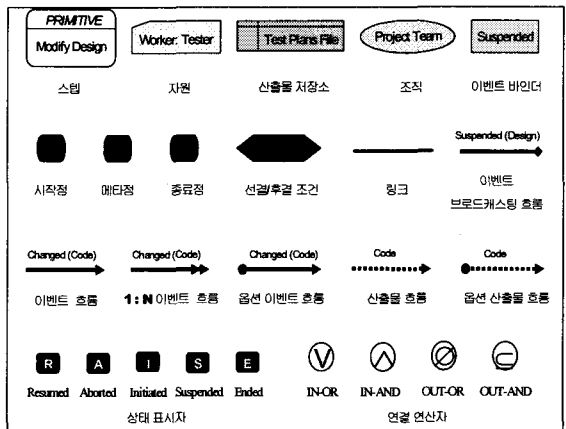 PRIMITIVE
Modify Design
Worker: Tester
Test Plans File
Project Team
Suspended
스텝
자원
산출물 저장소
조직
이벤트 바인더
Suspended (Design)
시작점
메타점
종료점
선결/후결 조건
링크
이벤트
브로드캐스팅 흐름
Changed (Code)
Changed (Code)
Changed (Code)
Code
Code
이벤트 흐름
1:N 이벤트 흐름
옵션 이벤트 흐름
산출물 흐름
옵션 산출물 흐름
R A I S E
Resumed Aborted Initiated Suspended Ended
IN-OR IN-AND OUT-OR OUT-AND
상태 표시자
연결 연산자